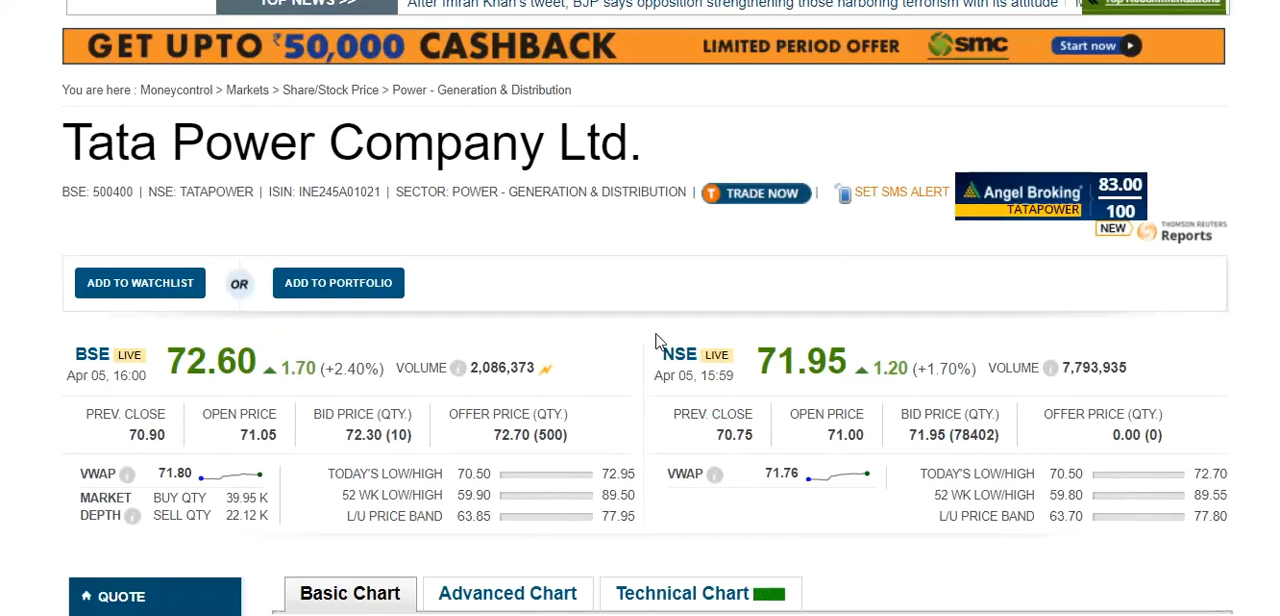 TOP NEWS >>
After Imran Khan's tweet, BJP says opposition strengthening those harboring terrorism with its attitude
Top Recommendations
GET UPTO ₹50,000 CASHBACK LIMITED PERIOD OFFER smc Start now
You are here : Moneycontrol > Markets > Share/Stock Price > Power - Generation & Distribution
Tata Power Company Ltd.
BSE: 500400 | NSE: TATAPOWER | ISIN: INE245A01021 | SECTOR: POWER - GENERATION & DISTRIBUTION | T TRADE NOW | SET SMS ALERT
Angel Broking 83.00
TATAPOWER 100
NEW THOMSON REUTERS
Reports
ADD TO WATCHLIST OR ADD TO PORTFOLIO
BSE LIVE 72.60 1.70 (+2.40%) VOLUME 2,086,373
Apr 05, 16:00
PREV. CLOSE OPEN PRICE BID PRICE (QTY.) OFFER PRICE (QTY.)
70.90 71.05 72.30 (10) 72.70 (500)
VWAP 71.80
MARKET BUY QTY 39.95 K
DEPTH SELL QTY 22.12 K
TODAY'S LOW/HIGH 70.50 72.95
52 WK LOW/HIGH 59.90 89.50
L/U PRICE BAND 63.85 77.95
NSE LIVE 71.95 1.20 (+1.70%) VOLUME 7,793,935
Apr 05, 15:59
PREV. CLOSE OPEN PRICE BID PRICE (QTY.) OFFER PRICE (QTY.)
70.75 71.00 71.95 (78402) 0.00 (0)
VWAP 71.76
TODAY'S LOW/HIGH 70.50 72.70
52 WK LOW/HIGH 59.80 89.55
L/U PRICE BAND 63.70 77.80
QUOTE
Basic Chart Advanced Chart Technical Chart